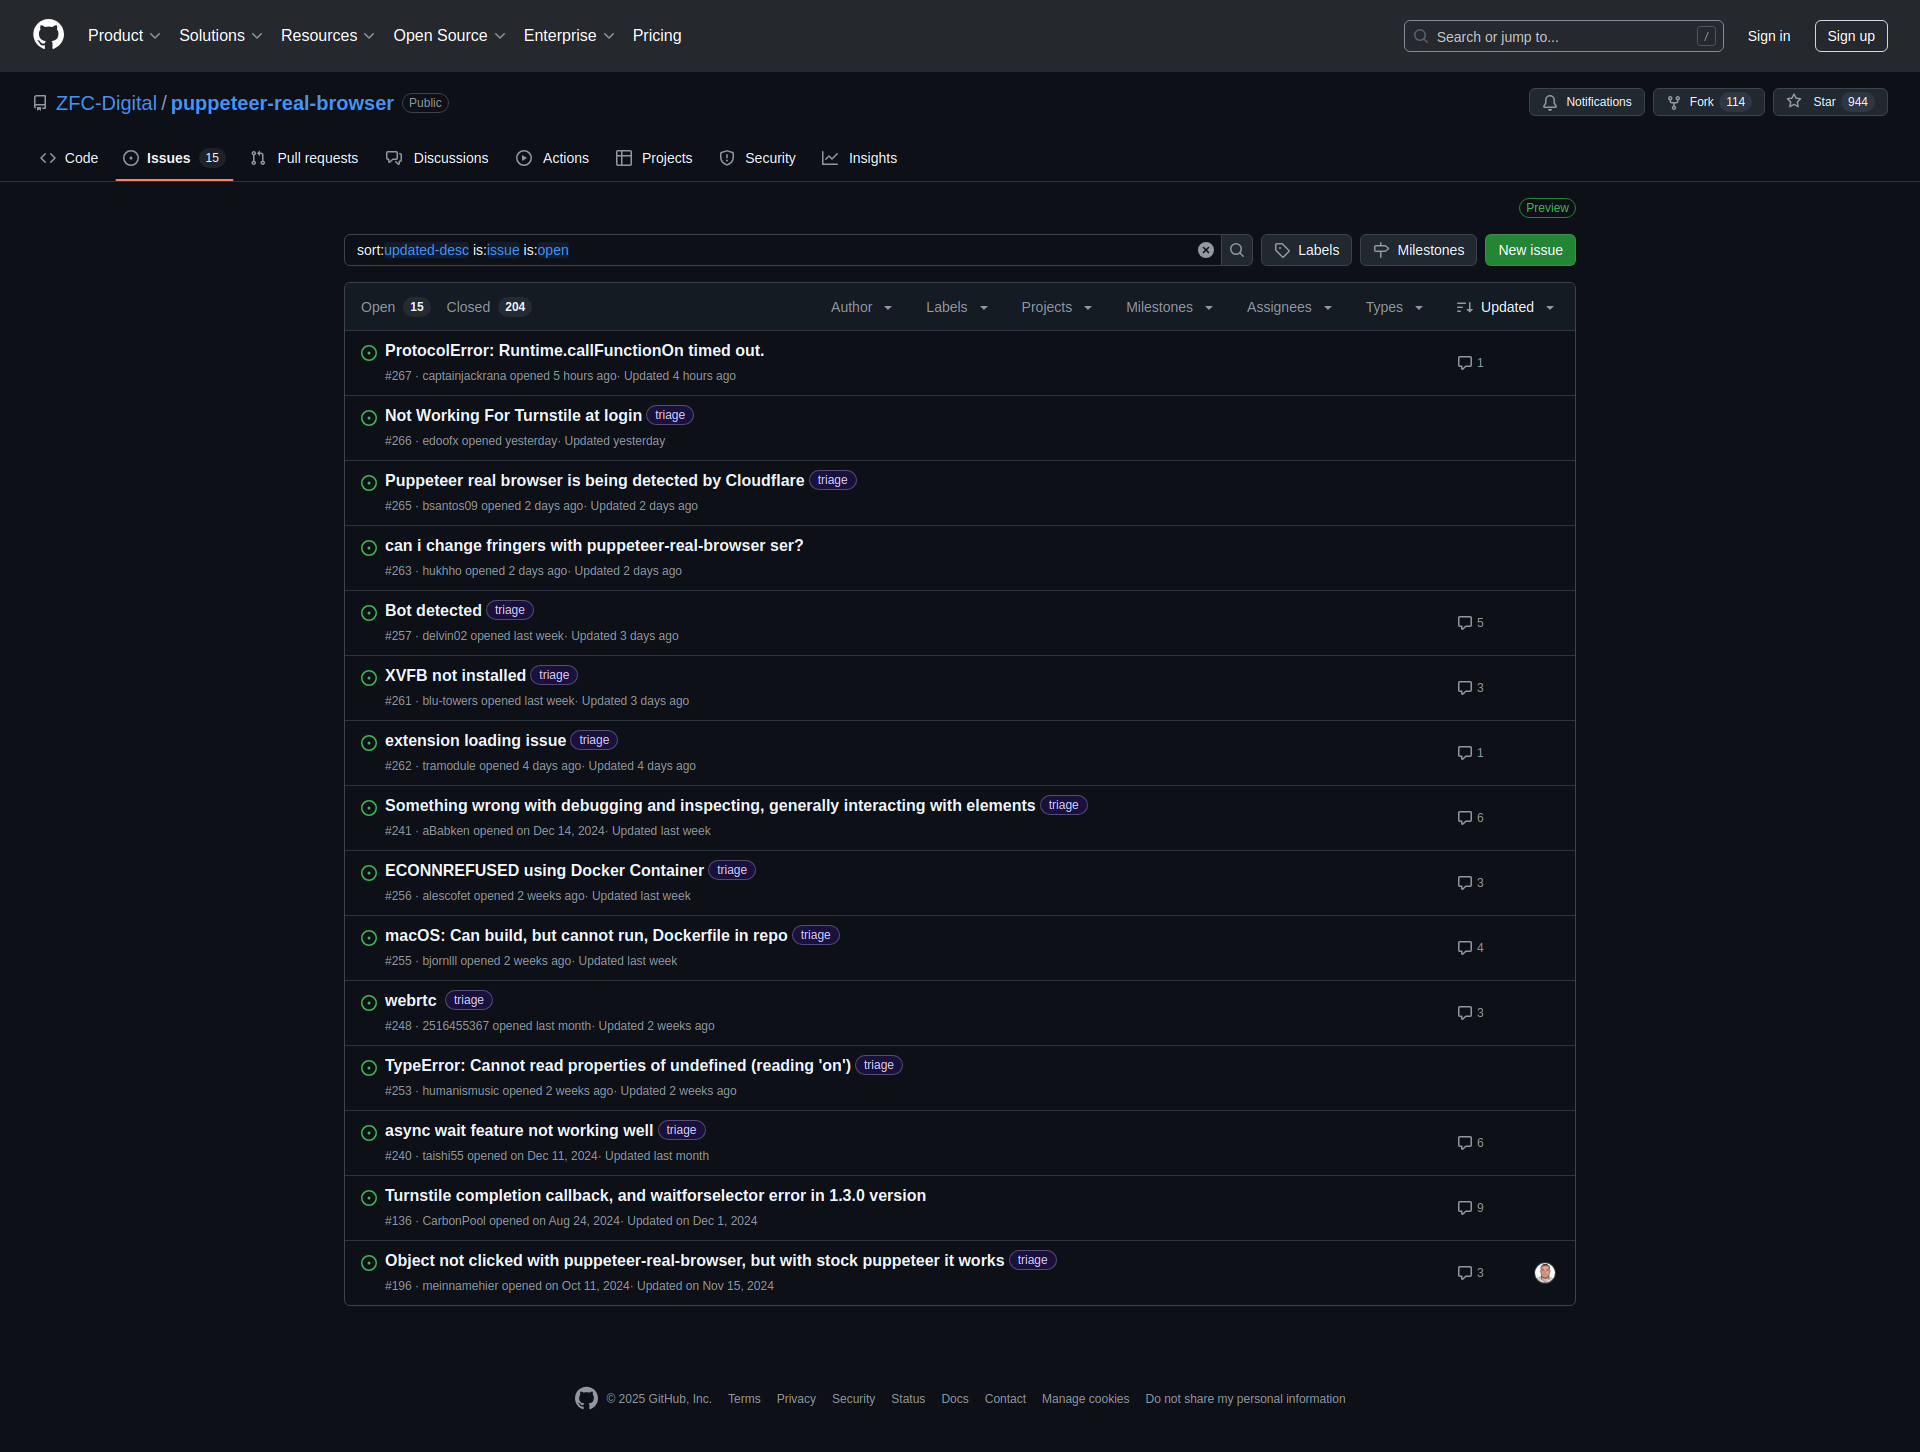 Product Solutions Resources Open Source Enterprise Pricing Search or jump to... / Sign in Sign up
ZFC-Digital / puppeteer-real-browser Public Notifications Fork 114 Star 944
Code Issues 15 Pull requests Discussions Actions Projects Security Insights
Preview
sort:updated-desc is:issue is:open Labels Milestones New issue
Open 15 Closed 204 Author Labels Projects Milestones Assignees Types Updated
ProtocolError: Runtime.callFunctionOn timed out.
#267 · captainjackrana opened 5 hours ago· Updated 4 hours ago 1
Not Working For Turnstile at login triage
#266 · edoofx opened yesterday· Updated yesterday
Puppeteer real browser is being detected by Cloudflare triage
#265 · bsantos09 opened 2 days ago· Updated 2 days ago
can i change fringers with puppeteer-real-browser ser?
#263 · hukhho opened 2 days ago· Updated 2 days ago
Bot detected triage
#257 · delvin02 opened last week· Updated 3 days ago 5
XVFB not installed triage
#261 · blu-towers opened last week· Updated 3 days ago 3
extension loading issue triage
#262 · tramodule opened 4 days ago· Updated 4 days ago 1
Something wrong with debugging and inspecting, generally interacting with elements triage
#241 · aBabken opened on Dec 14, 2024· Updated last week 6
ECONNREFUSED using Docker Container triage
#256 · alescofet opened 2 weeks ago· Updated last week 3
macOS: Can build, but cannot run, Dockerfile in repo triage
#255 · bjornlll opened 2 weeks ago· Updated last week 4
webrtc triage
#248 · 2516455367 opened last month· Updated 2 weeks ago 3
TypeError: Cannot read properties of undefined (reading 'on') triage
#253 · humanismusic opened 2 weeks ago· Updated 2 weeks ago
async wait feature not working well triage
#240 · taishi55 opened on Dec 11, 2024· Updated last month 6
Turnstile completion callback, and waitforselector error in 1.3.0 version
#136 · CarbonPool opened on Aug 24, 2024· Updated on Dec 1, 2024 9
Object not clicked with puppeteer-real-browser, but with stock puppeteer it works triage
#196 · meinnamehier opened on Oct 11, 2024· Updated on Nov 15, 2024 3
© 2025 GitHub, Inc. Terms Privacy Security Status Docs Contact Manage cookies Do not share my personal information